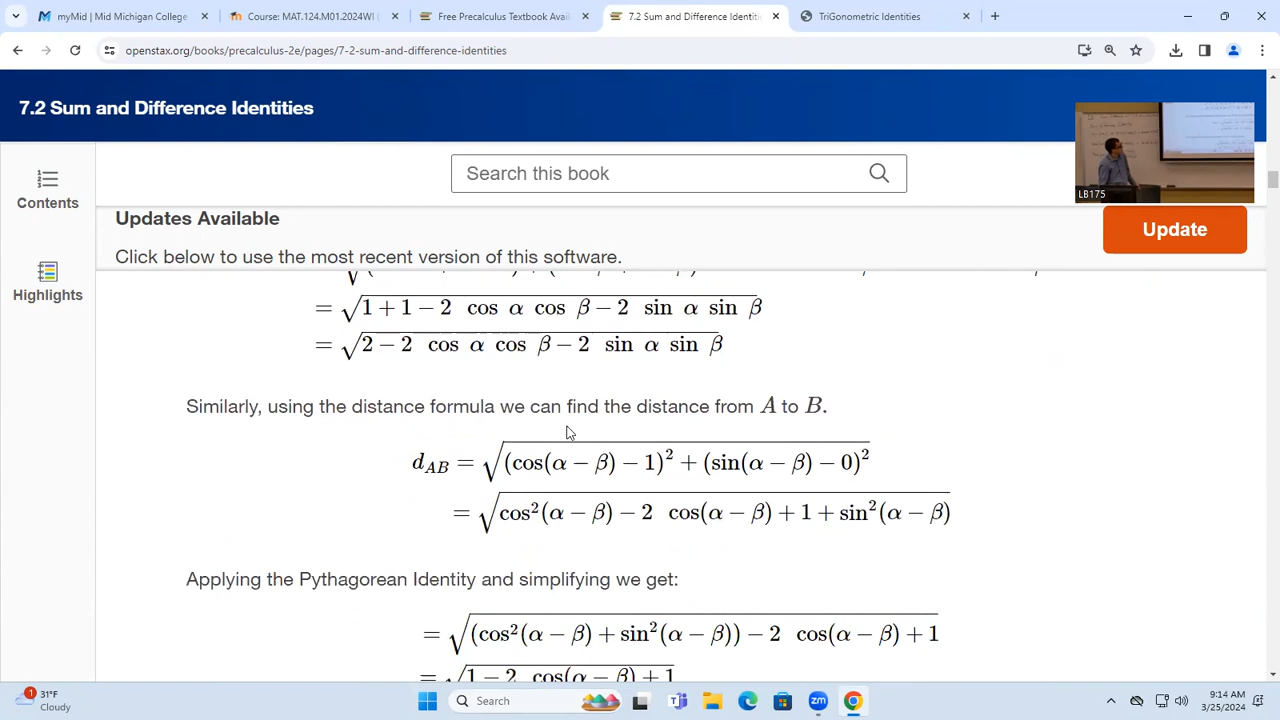 myMid | Mid Michigan College
Course: MAT.124.M01.2024WI (
Free Precalculus Textbook Avai
7.2 Sum and Difference Identiti
TriGonometric Identities
openstax.org/books/precalculus-2e/pages/7-2-sum-and-difference-identities
7.2 Sum and Difference Identities
LB175
Search this book
Contents
Highlights
Updates Available
Update
Click below to use the most recent version of this software.
= √(1 + 1 − 2 cos α cos β − 2 sin α sin β
= √(2 − 2 cos α cos β − 2 sin α sin β
Similarly, using the distance formula we can find the distance from A to B.
d_AB = √(cos(α − β) − 1)² + (sin(α − β) − 0)²
= √cos²(α − β) − 2 cos(α − β) + 1 + sin²(α − β)
Applying the Pythagorean Identity and simplifying we get:
= √(cos²(α − β) + sin²(α − β)) − 2 cos(α − β) + 1
= √1 − 2 cos(α − β) + 1
1
31°F
Cloudy
Search
9:14 AM
3/25/2024